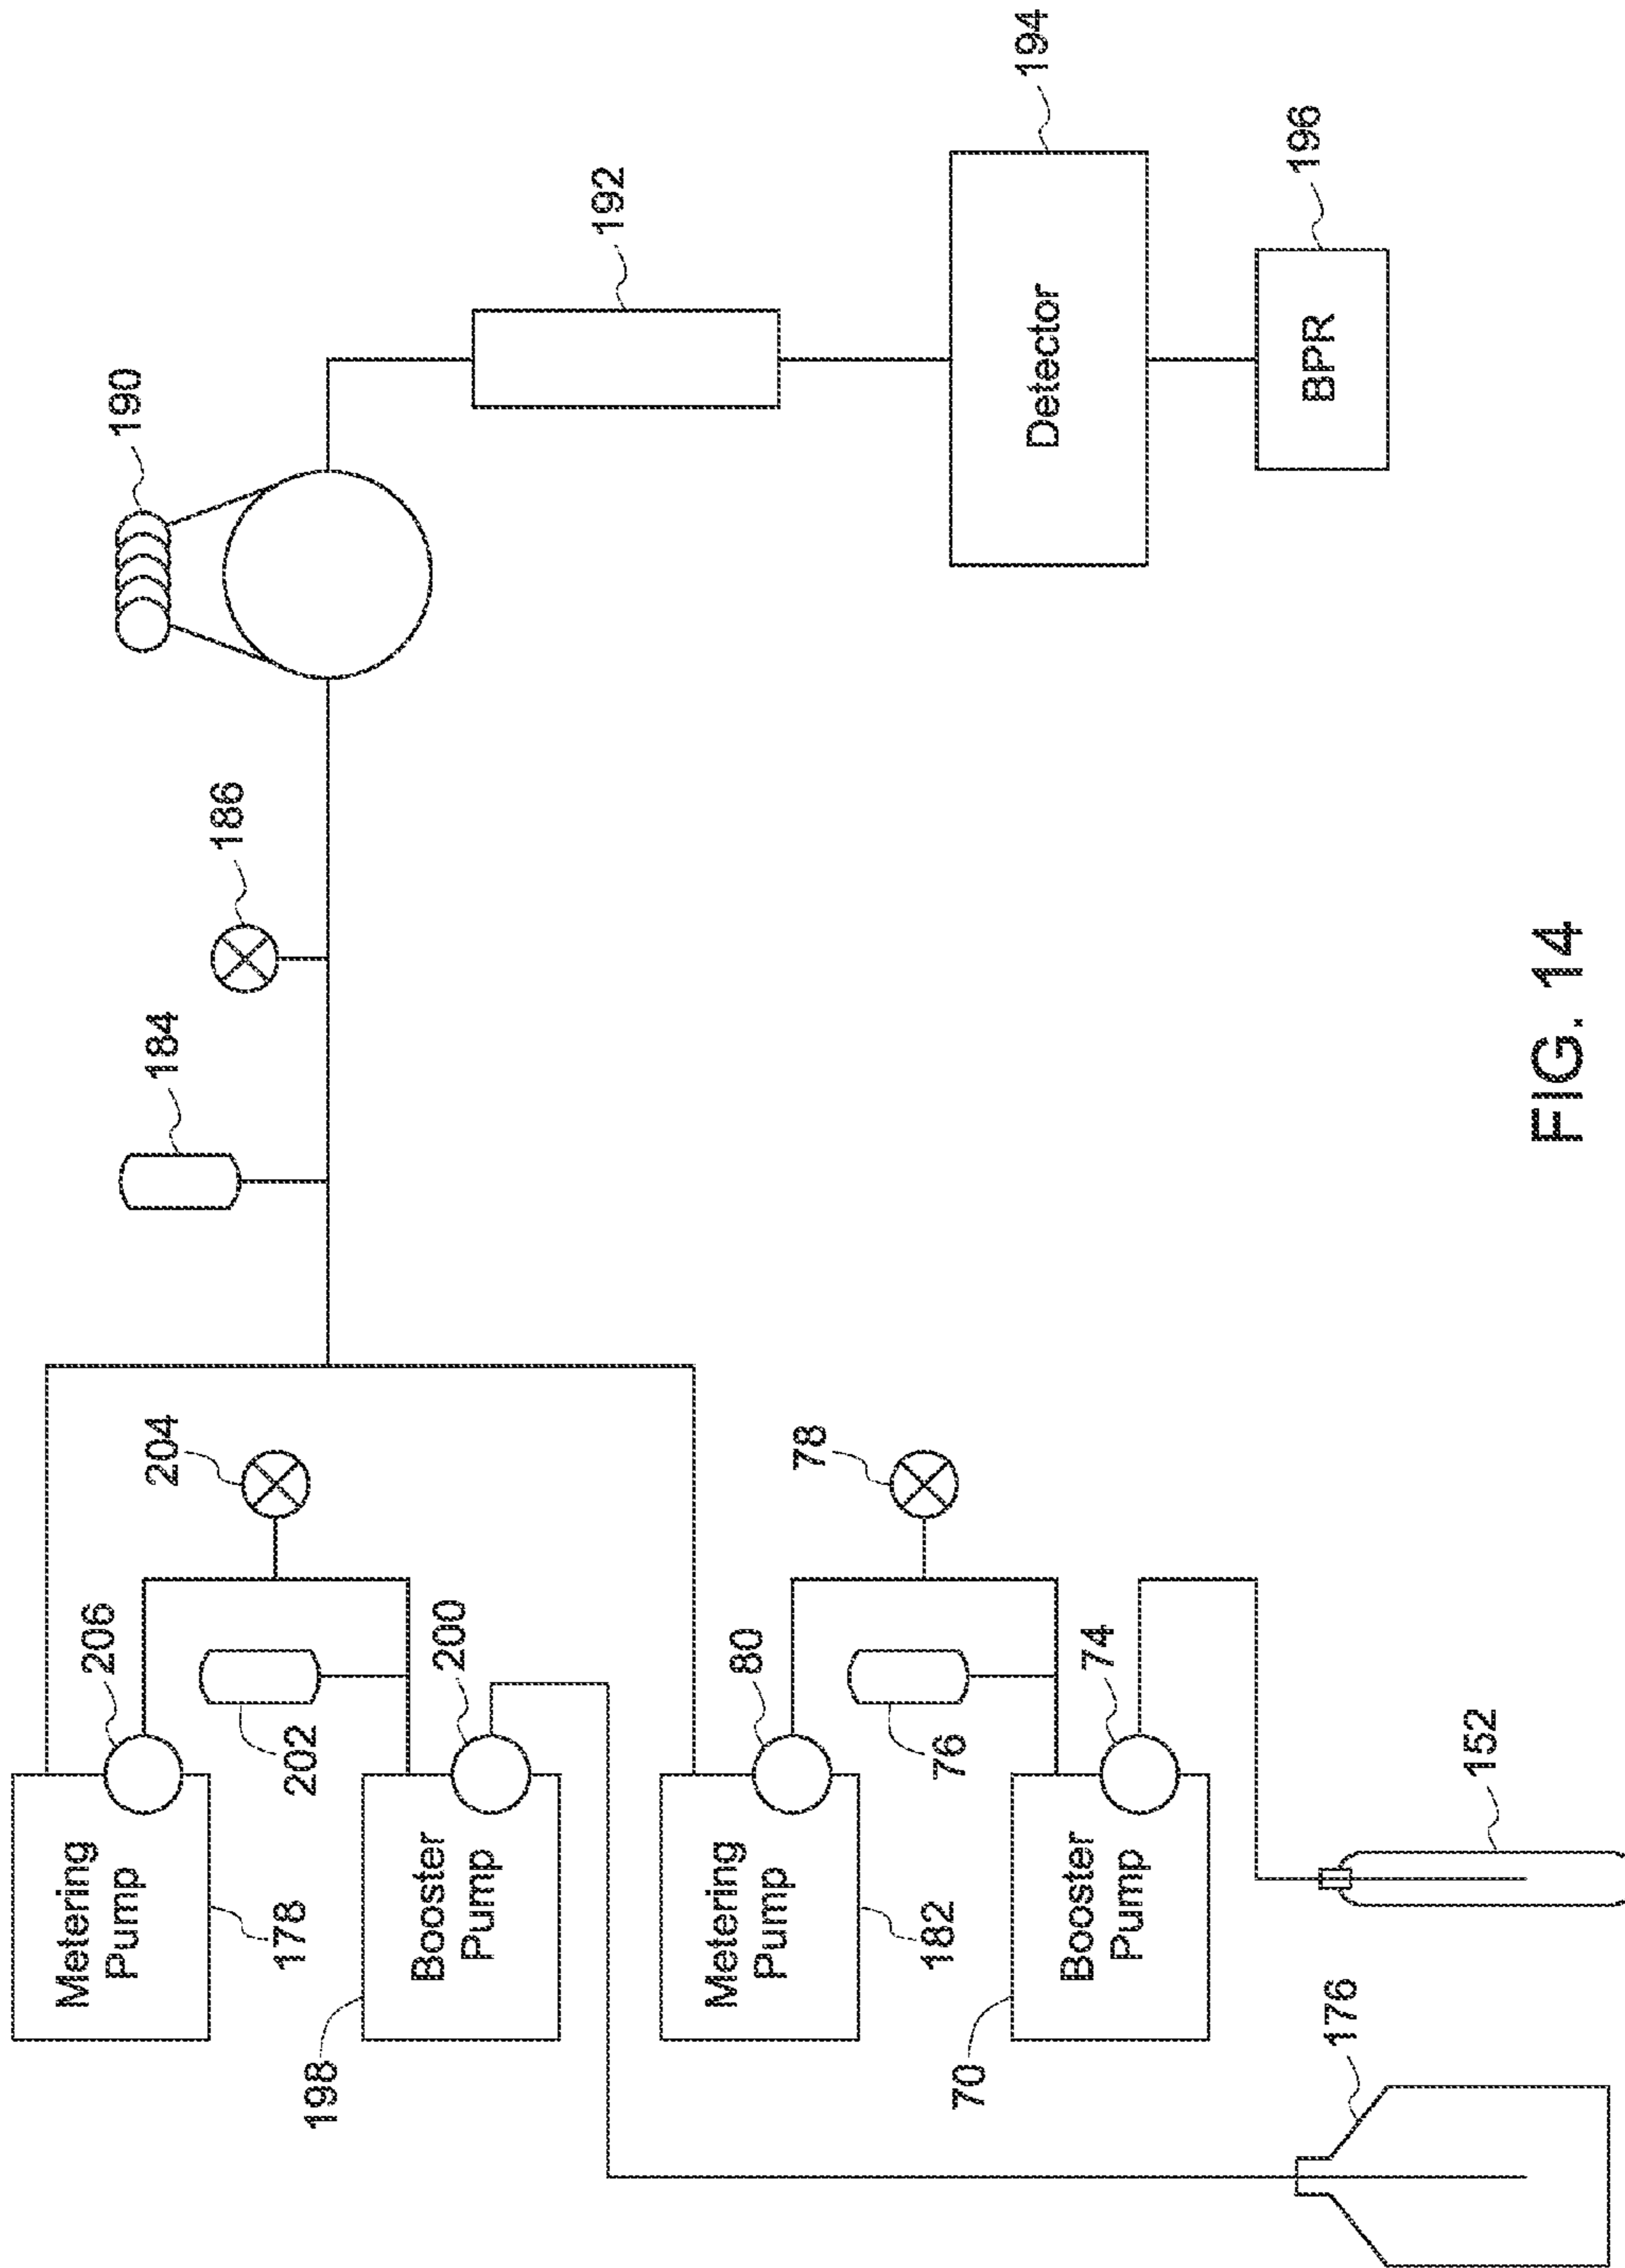 Metering
Pump
206
204
178
202
198
Booster
Pump
200
184
186
190
192
Metering
Pump
80
78
182
76
70
Booster
Pump
74
Detector
194
176
152
BPR
196
FIG. 14